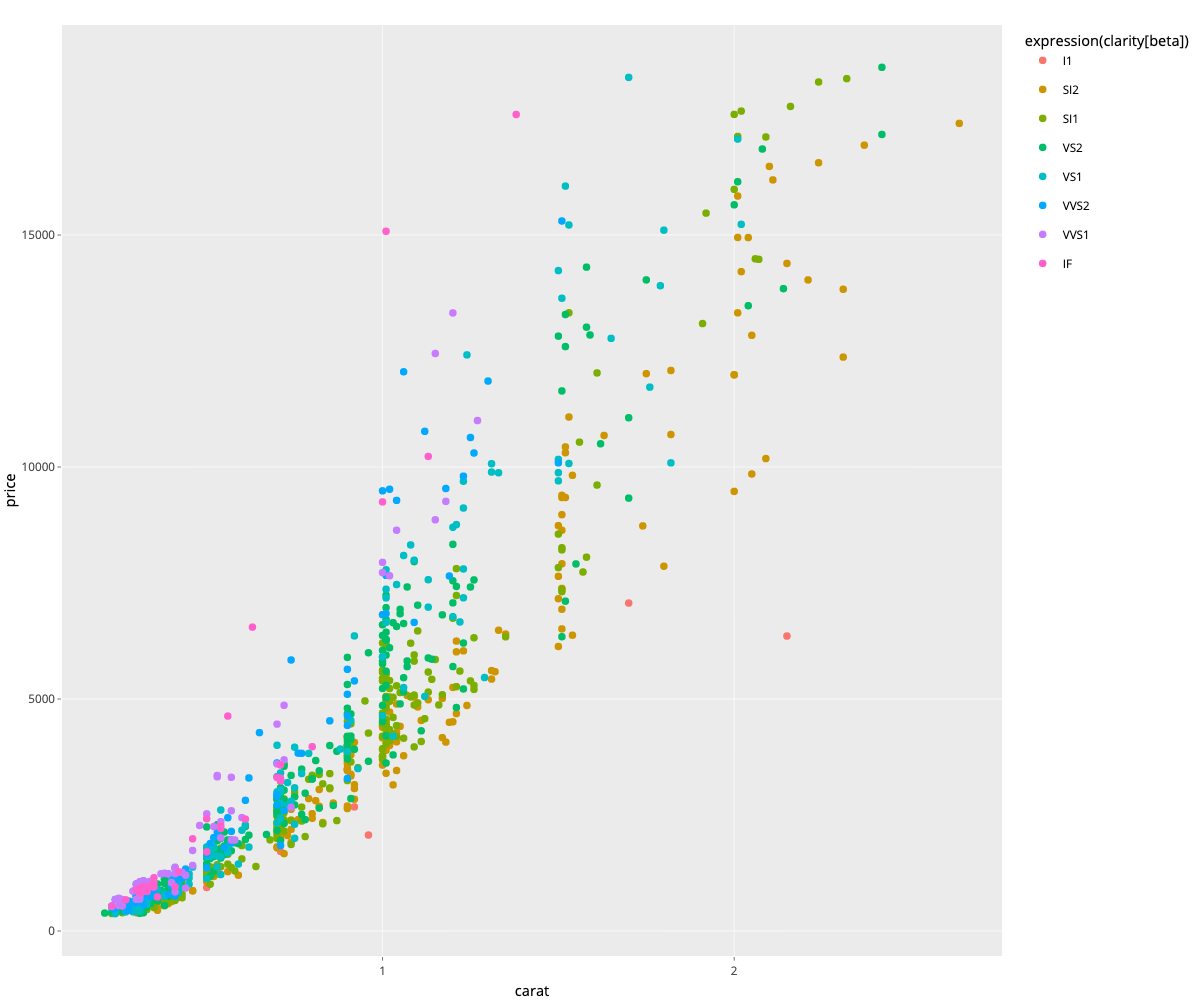 expression(clarity[beta])
I1
SI2
SI1
VS2
VS1
VVS2
VVS1
IF
15000
10000
5000
0
price
1
2
carat